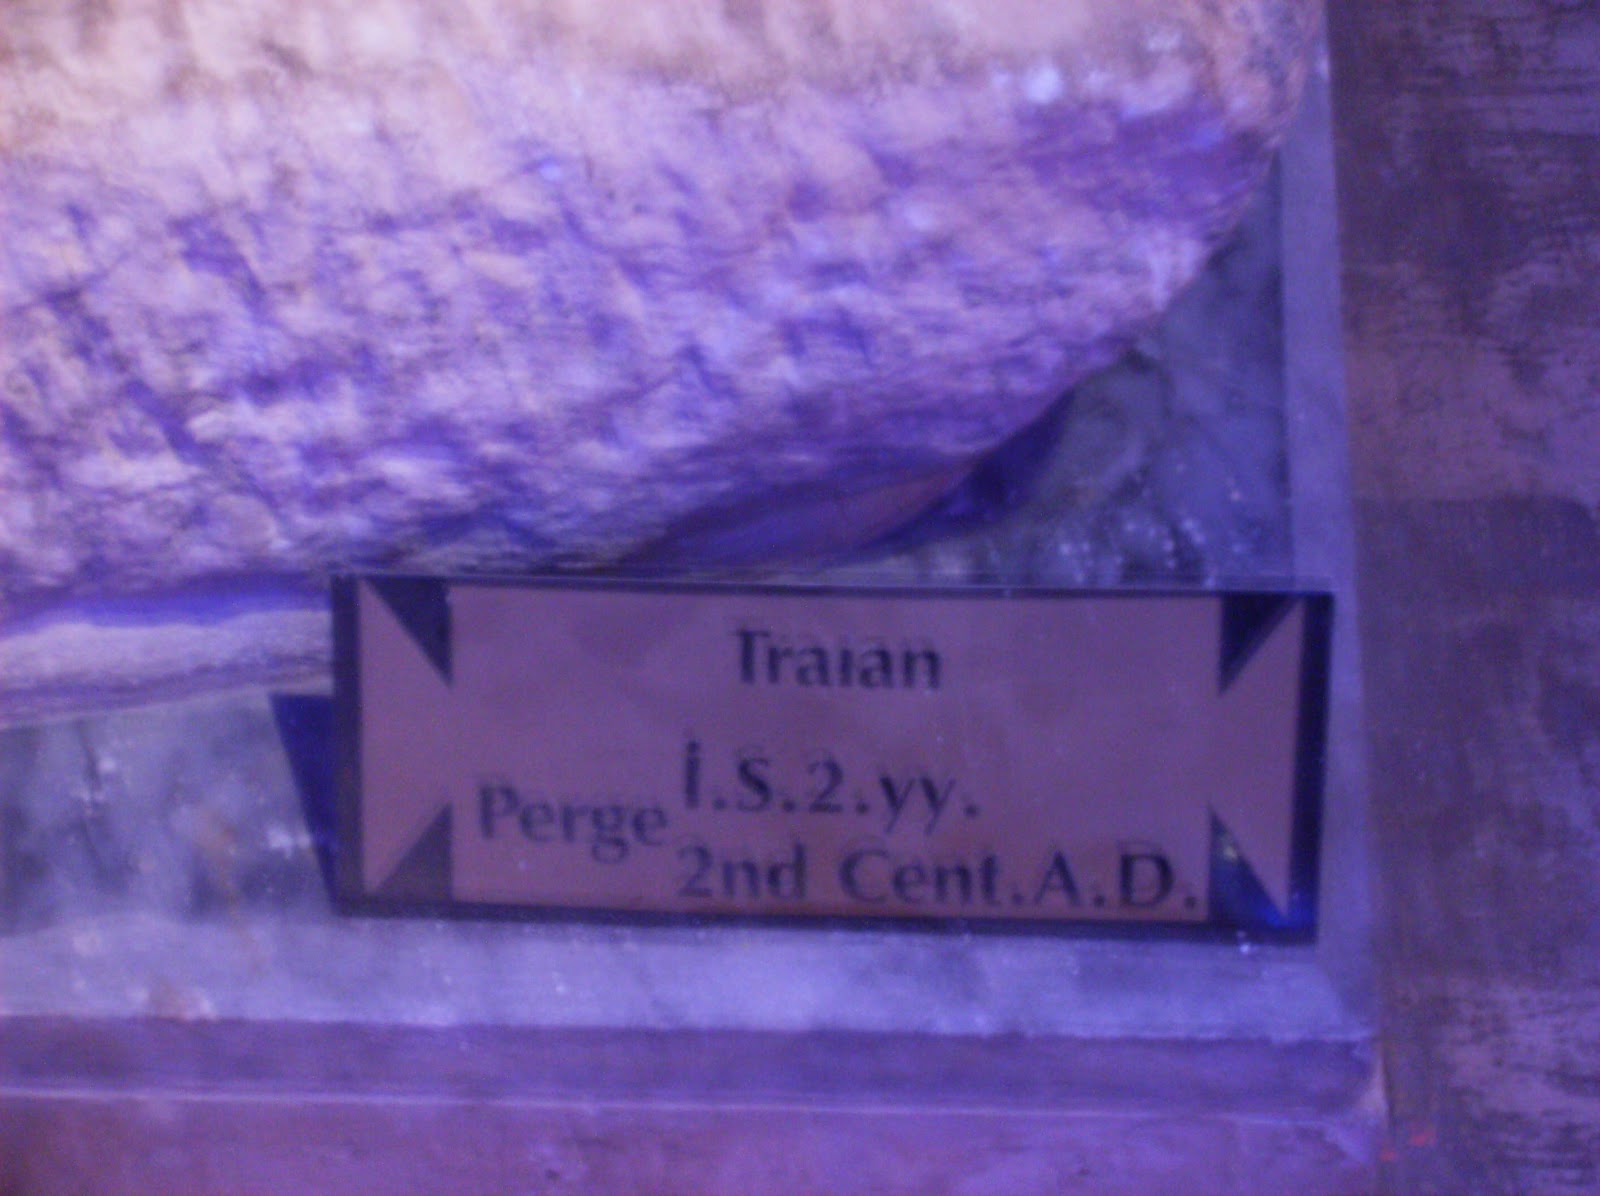 Traian
Perge
İ.S.2.yy.
2nd Cent.A.D.